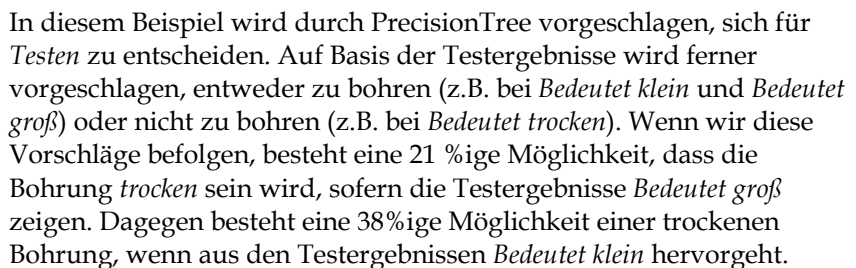 In diesem Beispiel wird durch PrecisionTree vorgeschlagen, sich für
Testen zu entscheiden. Auf Basis der Testergebnisse wird ferner
vorgeschlagen, entweder zu bohren (z.B. bei Bedeutet klein und Bedeutet
groß) oder nicht zu bohren (z.B. bei Bedeutet trocken). Wenn wir diese
Vorschläge befolgen, besteht eine 21 %ige Möglichkeit, dass die
Bohrung trocken sein wird, sofern die Testergebnisse Bedeutet groß
zeigen. Dagegen besteht eine 38%ige Möglichkeit einer trockenen
Bohrung, wenn aus den Testergebnissen Bedeutet klein hervorgeht.